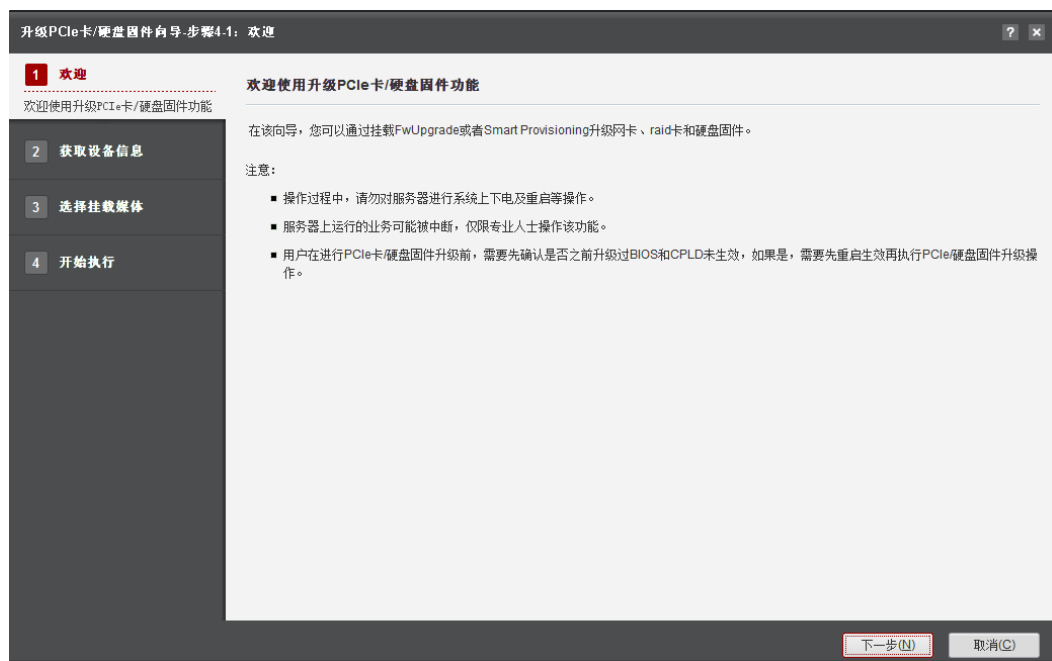 升级PCIe卡/硬盘固件向导-步骤4-1：欢迎
? ×
1 欢迎
欢迎使用升级PCIe卡/硬盘固件功能
2 获取设备信息
3 选择挂载媒体
4 开始执行
欢迎使用升级PCIe卡/硬盘固件功能
在该向导，您可以通过挂载FwUpgrade或者Smart Provisioning升级网卡、raid卡和硬盘固件。
注意：
■ 操作过程中，请勿对服务器进行系统上下电及重启等操作。
■ 服务器上运行的业务可能被中断，仅限专业人士操作该功能。
■ 用户在进行PCIe卡/硬盘固件升级前，需要先确认是否之前升级过BIOS和CPLD未生效，如果是，需要先重启生效再执行PCIe/硬盘固件升级操
作。
下一步(N) 取消(C)